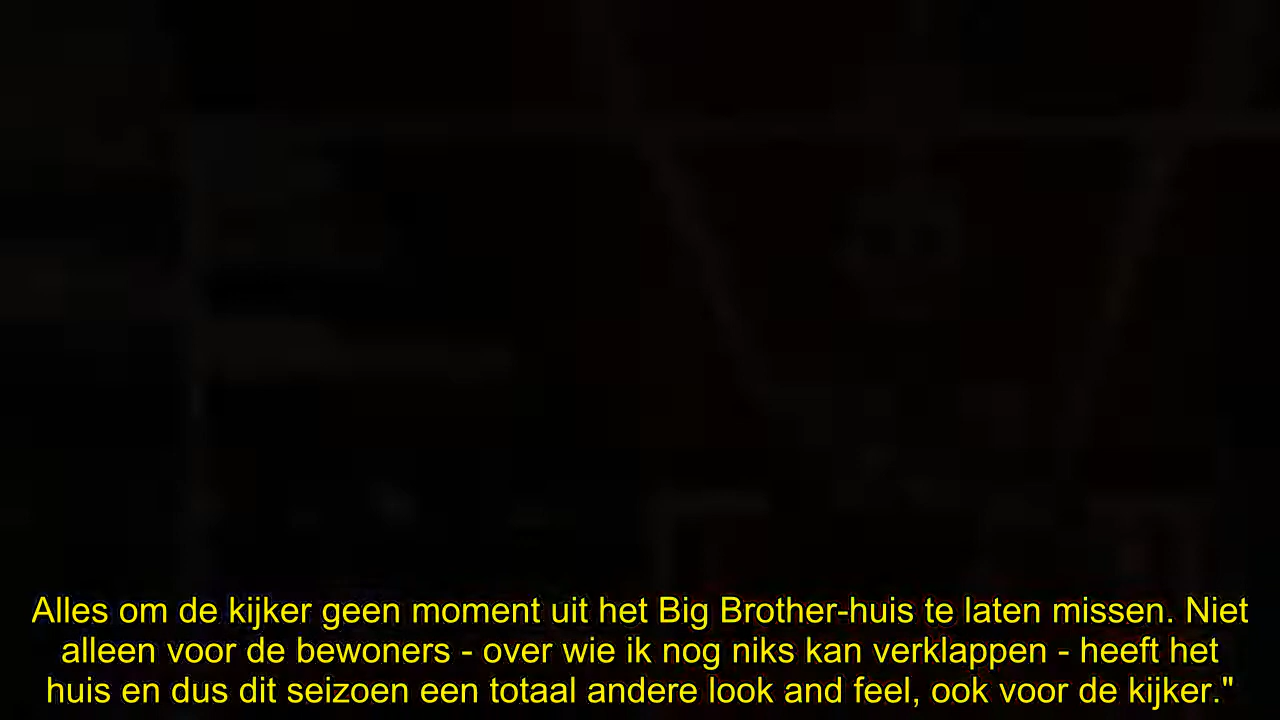 Alles om de kijker geen moment uit het Big Brother-huis te laten missen. Niet
alleen voor de bewoners - over wie ik nog niks kan verklappen - heeft het
huis en dus dit seizoen een totaal andere look and feel, ook voor de kijker."